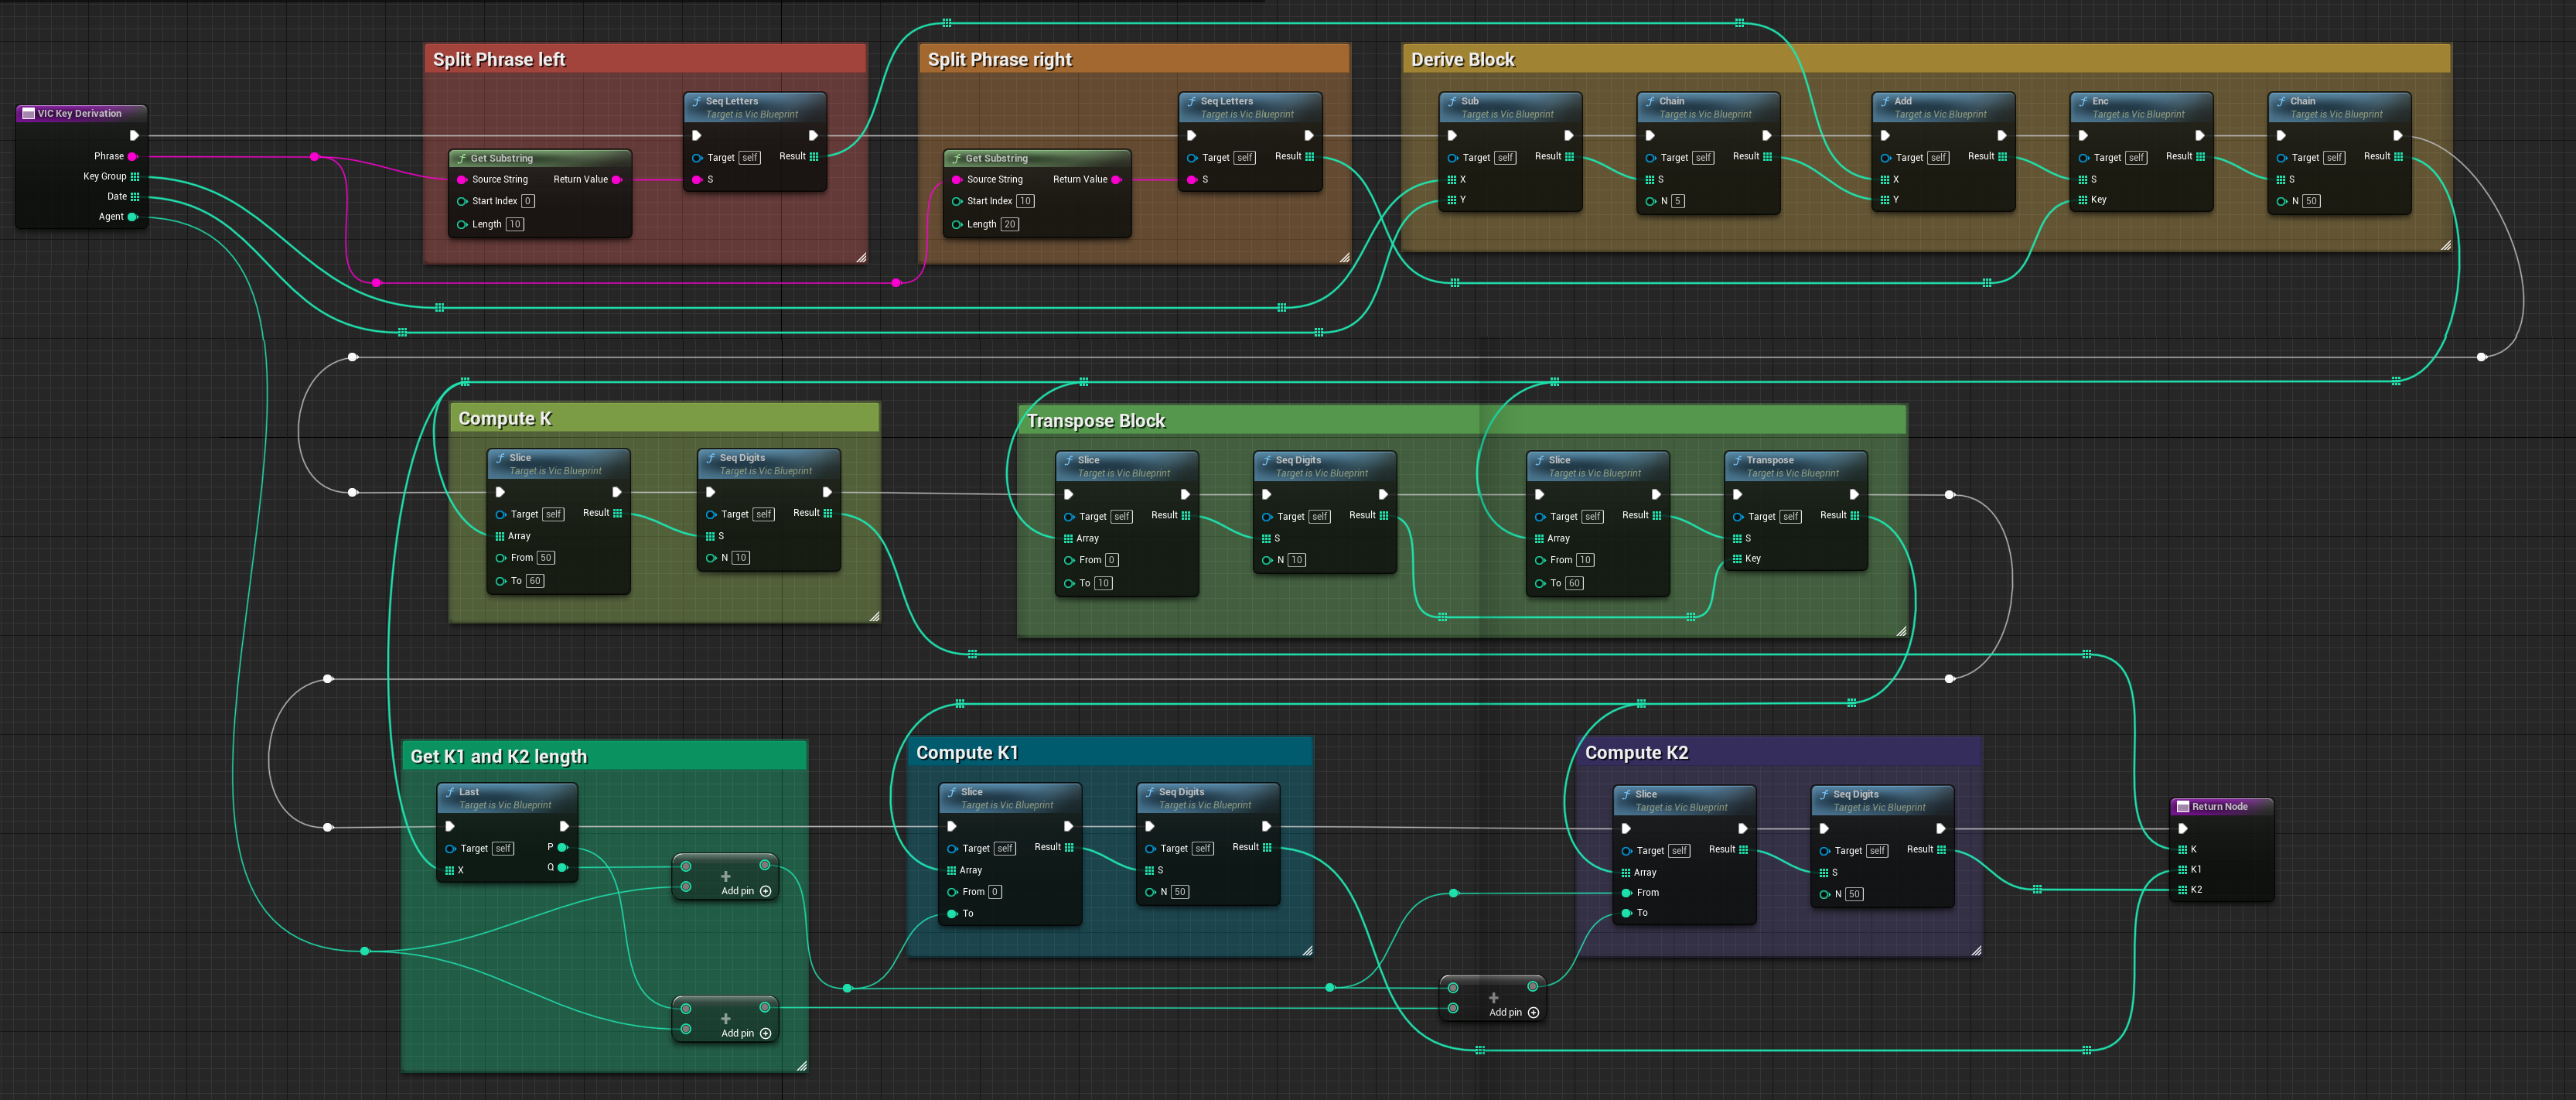 VIC Key Derivation
Phrase
Key Group
Date
Agent
Split Phrase left
Get Substring
Source String Return Value
Start Index 0
Length 10
Seq Letters
Target is Vic Blueprint
Target self Result
S
Split Phrase right
Get Substring
Source String Return Value
Start Index 10
Length 20
Seq Letters
Target is Vic Blueprint
Target self Result
S
Derive Block
Sub
Target is Vic Blueprint
Target self Result
X
Y
Chain
Target is Vic Blueprint
Target self Result
S
N 5
Add
Target is Vic Blueprint
Target self Result
X
Y
Enc
Target is Vic Blueprint
Target self Result
S
Key
Chain
Target is Vic Blueprint
Target self Result
S
N 50
Compute K
Slice
Target is Vic Blueprint
Target self Result
Array
From 50
To 60
Seq Digits
Target is Vic Blueprint
Target self Result
S
N 10
Transpose Block
Slice
Target is Vic Blueprint
Target self Result
Array
From 0
To 10
Seq Digits
Target is Vic Blueprint
Target self Result
S
N 10
Slice
Target is Vic Blueprint
Target self Result
Array
From 10
To 60
Transpose
Target is Vic Blueprint
Target self Result
S
Key
Get K1 and K2 length
Last
Target is Vic Blueprint
Target self P
X Q
+
Add pin
+
Add pin
Compute K1
Slice
Target is Vic Blueprint
Target self Result
Array
From 0
To
Seq Digits
Target is Vic Blueprint
Target self Result
S
N 50
+
Add pin
Compute K2
Slice
Target is Vic Blueprint
Target self Result
Array
From
To
Seq Digits
Target is Vic Blueprint
Target self Result
S
N 50
Return Node
K
K1
K2